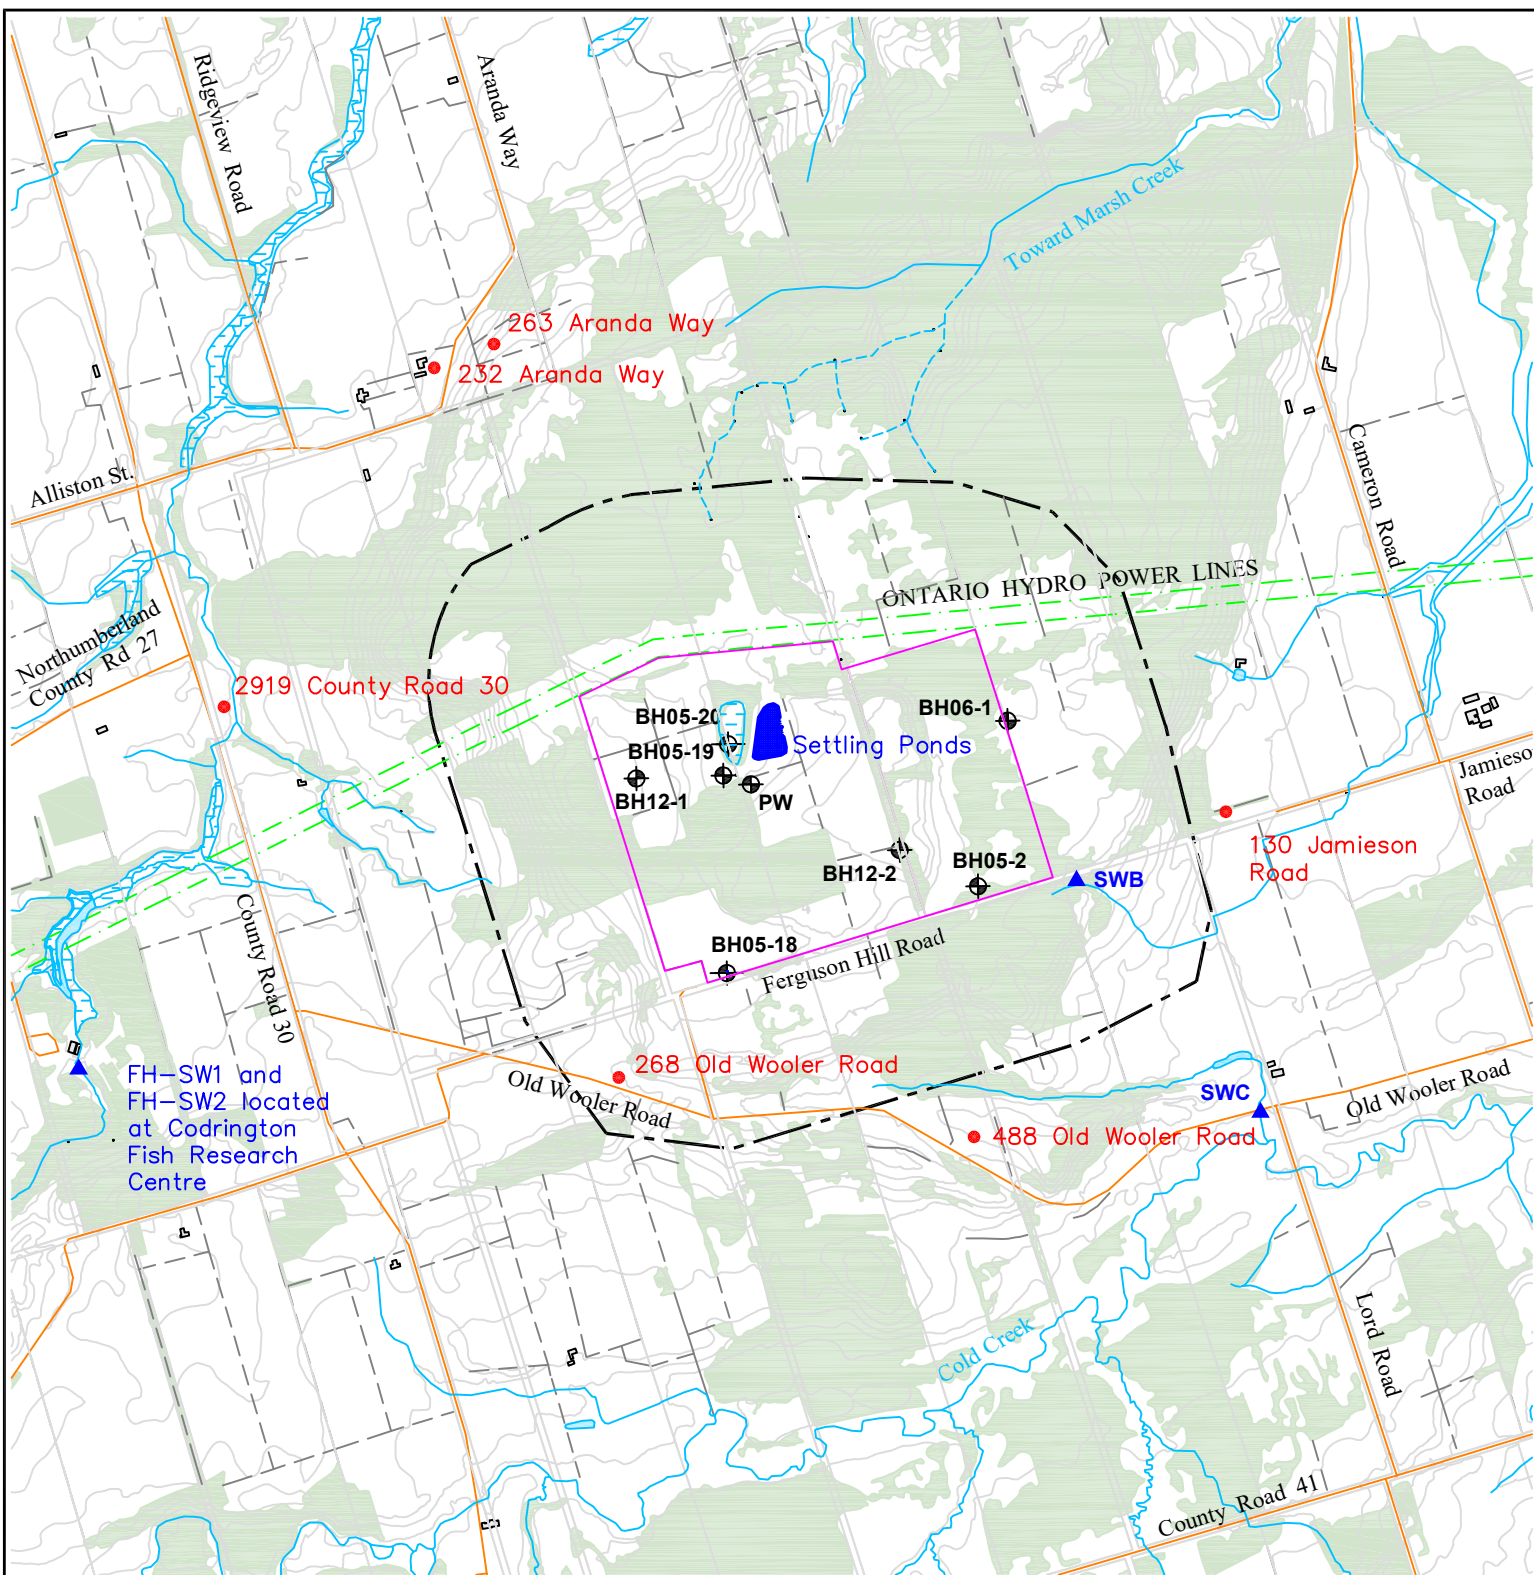 Ridgeview Road
Aranda Way
Toward Marsh Creek
263 Aranda Way
232 Aranda Way
Alliston St.
Cameron Road
ONTARIO HYDRO POWER LINES
Northumberland
County Rd 27
2919 County Road 30
BH05-20
BH06-1
Settling Ponds
BH05-19
BH12-1
PW
Jamieso
Road
130 Jamieson
Road
BH12-2
BH05-2
SWB
County Road 30
BH05-18
Ferguson Hill Road
268 Old Wooler Road
FH-SW1 and
FH-SW2 located
at Codrington
Fish Research
Centre
Old Wooler Road
SWC
Old Wooler Road
488 Old Wooler Road
Cold Creek
Lord Road
County Road 41